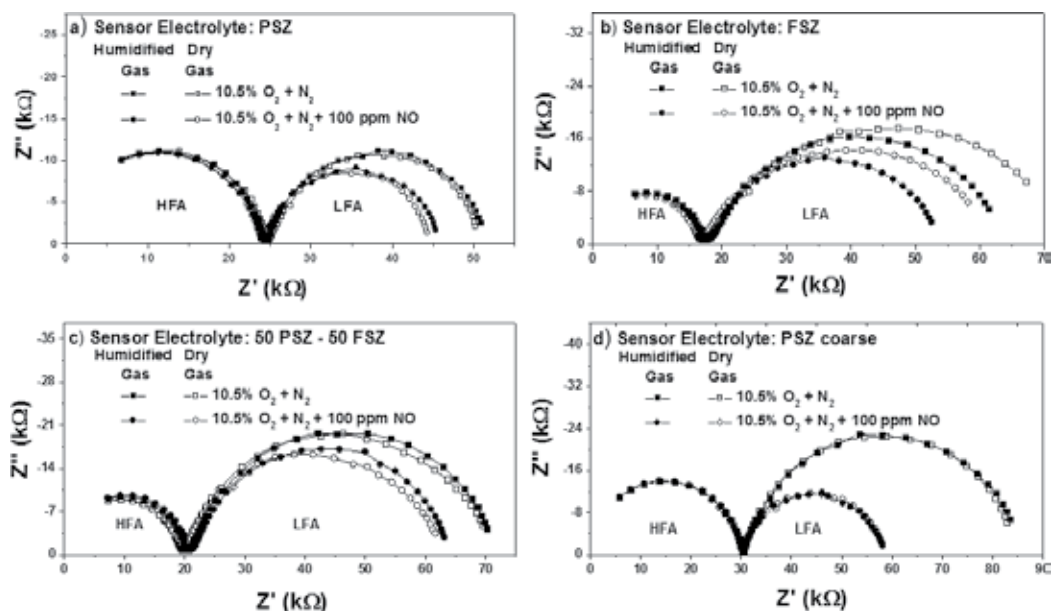 a) Sensor Electrolyte: PSZ
Humidified Dry
Gas Gas
10.5% O₂ + N₂
10.5% O₂ + N₂ + 100 ppm NO
HFA
LFA
-25
-20
-15
-10
-5
0
Z'' (kΩ)
0 10 20 30 40 50
Z' (kΩ)
b) Sensor Electrolyte: FSZ
Humidified Dry
Gas Gas
10.5% O₂ + N₂
10.5% O₂ + N₂ + 100 ppm NO
HFA
LFA
-32
-24
-16
-8
0
Z'' (kΩ)
0 10 20 30 40 50 60 70
Z' (kΩ)
c) Sensor Electrolyte: 50 PSZ - 50 FSZ
Humidified Dry
Gas Gas
10.5% O₂ + N₂
10.5% O₂ + N₂ + 100 ppm NO
HFA
LFA
-35
-28
-21
-14
-7
0
Z'' (kΩ)
0 10 20 30 40 50 60 70
Z' (kΩ)
d) Sensor Electrolyte: PSZ coarse
Humidified Dry
Gas Gas
10.5% O₂ + N₂
10.5% O₂ + N₂ + 100 ppm NO
HFA
LFA
-40
-32
-24
-16
-8
0
Z'' (kΩ)
0 10 20 30 40 50 60 70 80 90
Z' (kΩ)